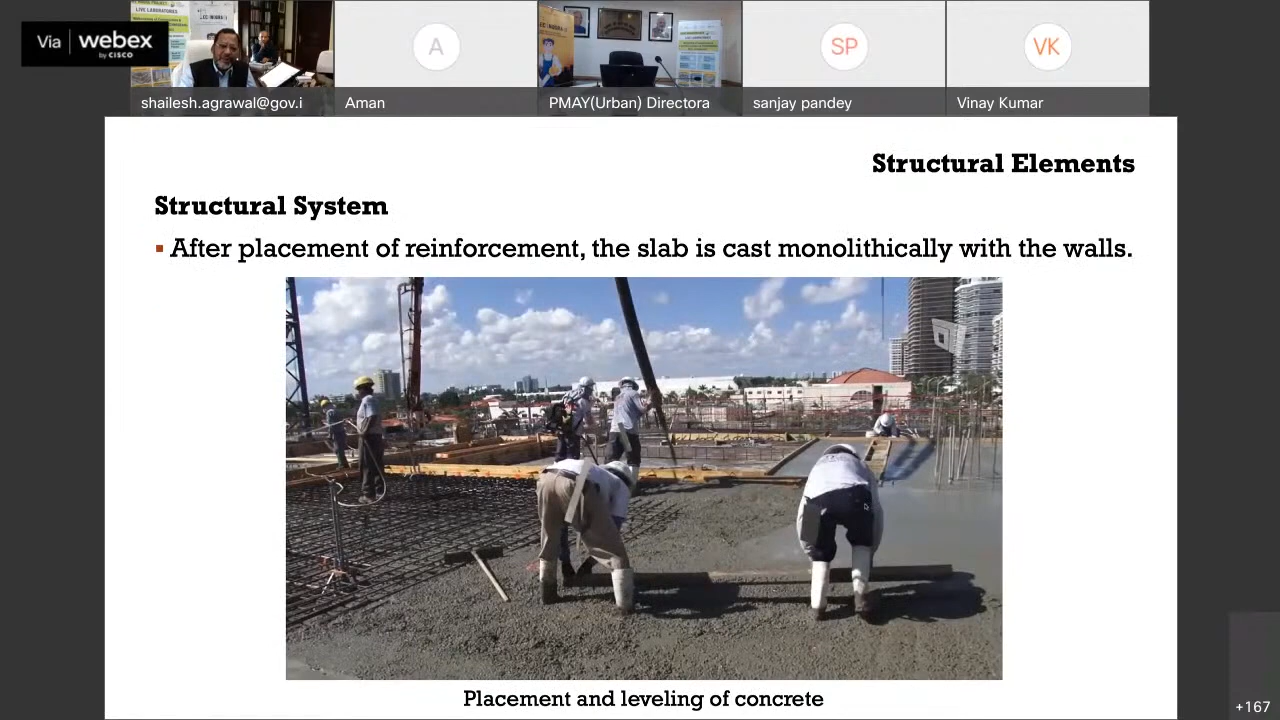 Via webex
by CISCO
shailesh.agrawal@gov.i
A
Aman
PMAY(Urban) Directora
SP
sanjay pandey
VK
Vinay Kumar
Structural Elements
Structural System
After placement of reinforcement, the slab is cast monolithically with the walls.
Placement and leveling of concrete
+167